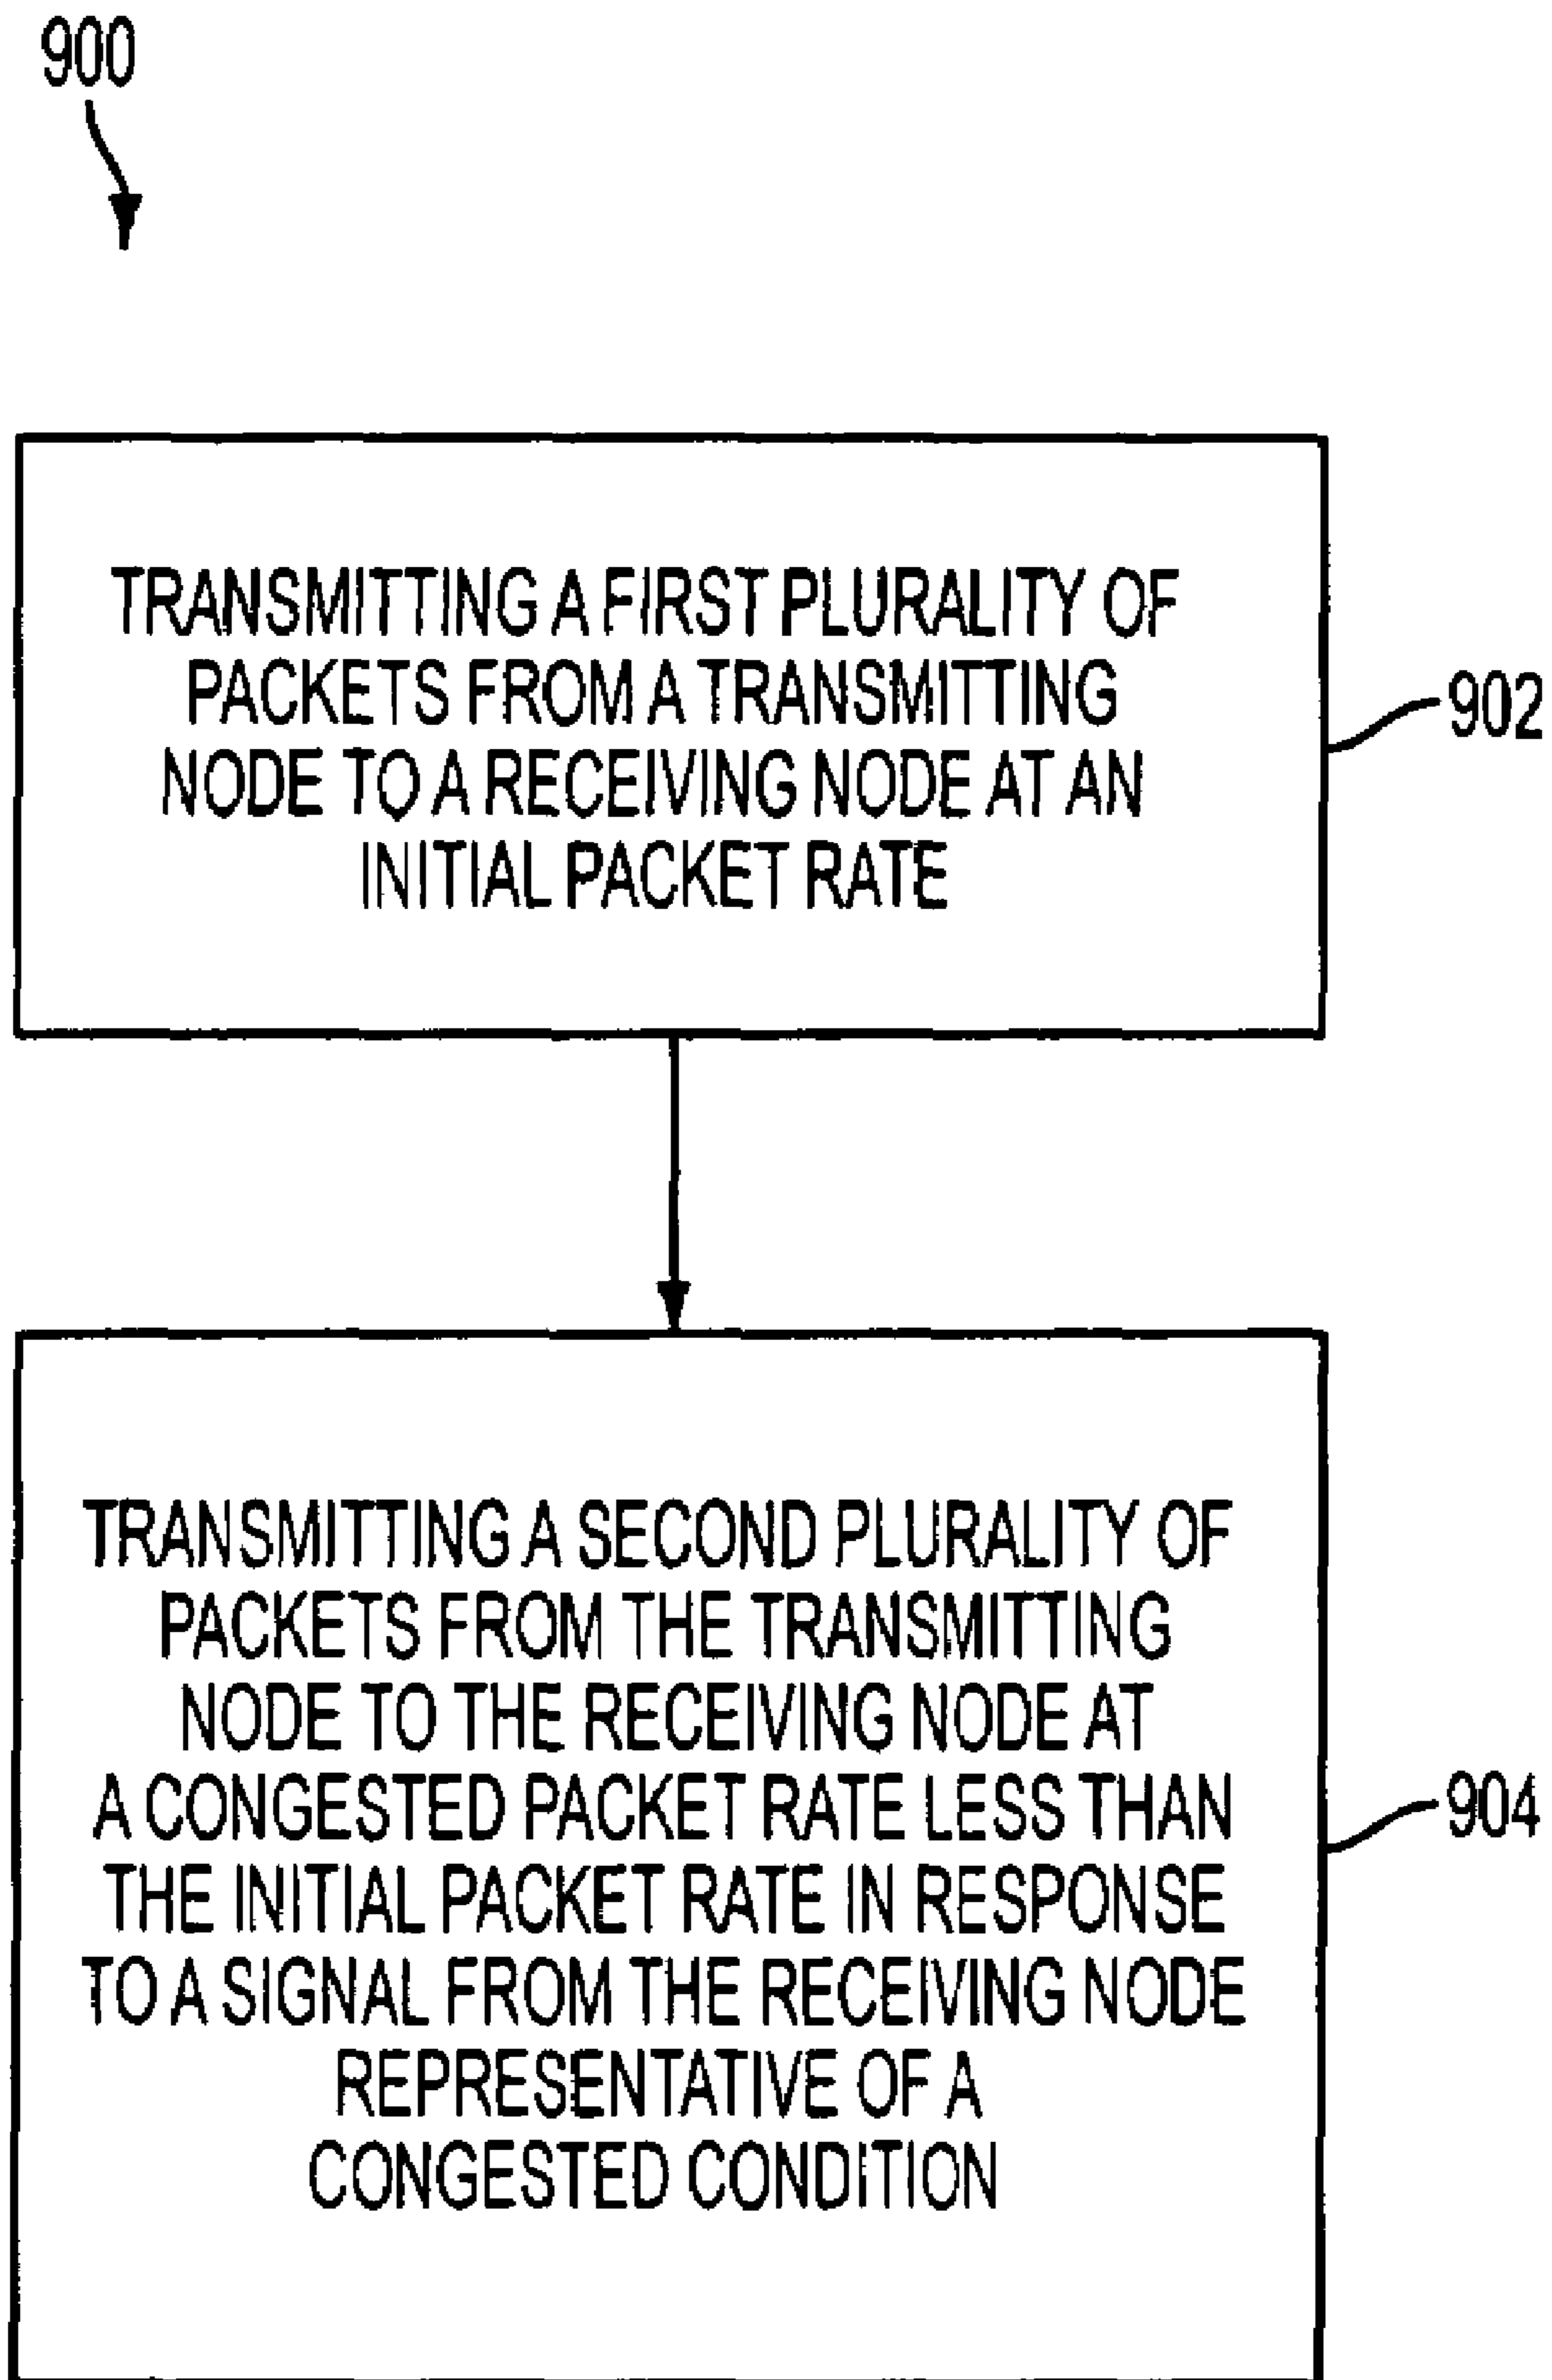 900
TRANSMITTING A FIRST PLURALITY OF
PACKETS FROM A TRANSMITTING
NODE TO A RECEIVING NODE AT AN
INITIAL PACKET RATE
902
TRANSMITTING A SECOND PLURALITY OF
PACKETS FROM THE TRANSMITTING
NODE TO THE RECEIVING NODE AT
A CONGESTED PACKET RATE LESS THAN
THE INITIAL PACKET RATE IN RESPONSE
TO A SIGNAL FROM THE RECEIVING NODE
REPRESENTATIVE OF A
CONGESTED CONDITION
904